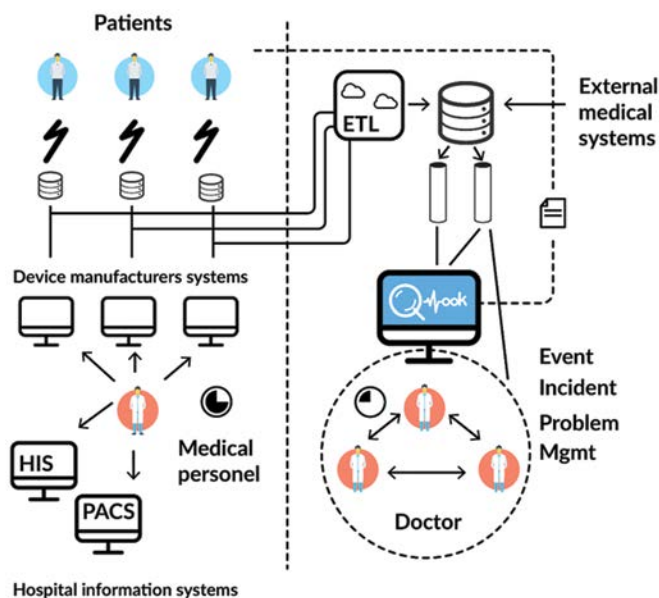 Patients
ETL
External
medical
systems
Device manufacturers systems
ook
Event
Incident
Problem
Mgmt
Medical
personel
HIS
PACS
Doctor
Hospital information systems